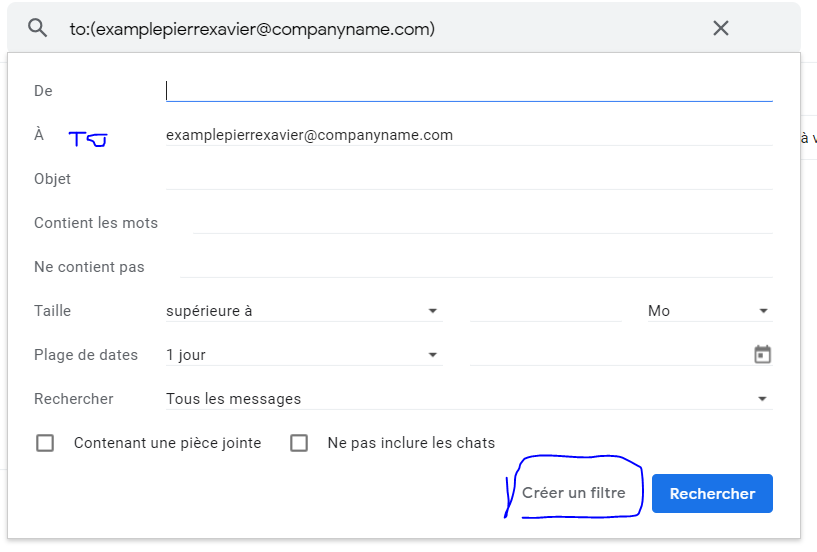 to:(examplepierrexavier@companyname.com)
De
À TO examplepierrexavier@companyname.com
à v
Objet
Contient les mots
Ne contient pas
Taille supérieure à Mo
Plage de dates 1 jour
Rechercher Tous les messages
Contenant une pièce jointe Ne pas inclure les chats
Créer un filtre Rechercher